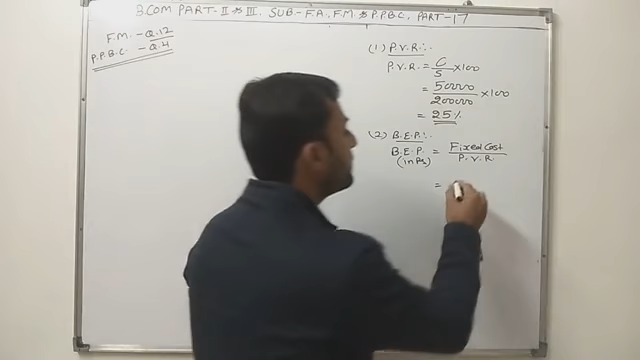 B.COM PART-II & III. SUB-F.A, F.M & P.P.B.C. PART-17
F.M. - Q.12
P.P.B.C. - Q.4
(1) P.V.R:-
P.V.R. = C/S ×100
= 50000/200000 ×100
= 25%
(2) B.E.P:-
B.E.P. = Fixed Cost/P.V.R
(in Rs)
=